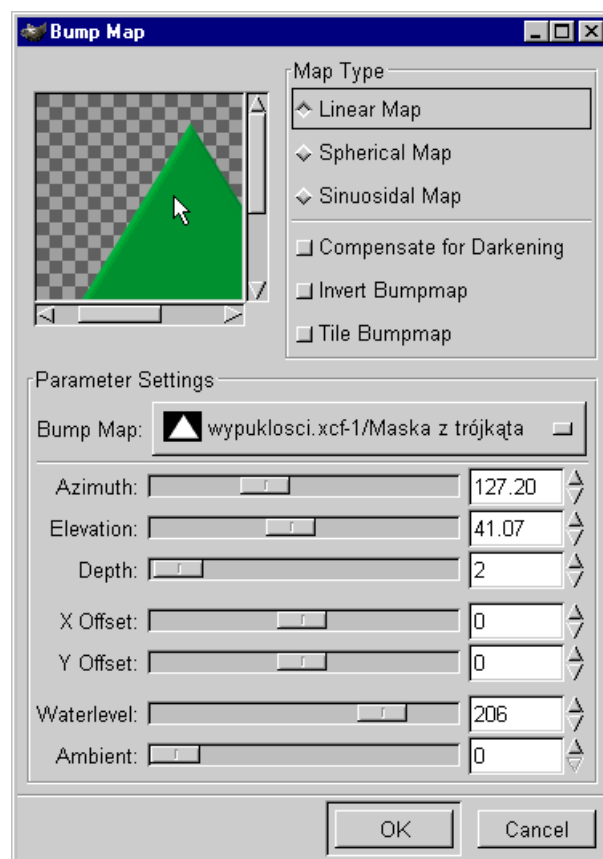 Bump Map
Map Type
Linear Map
Spherical Map
Sinuosidal Map
Compensate for Darkening
Invert Bumpmap
Tile Bumpmap
Parameter Settings
Bump Map: wypuklosci.xcf-1/Maska z trójkąta
Azimuth: 127.20
Elevation: 41.07
Depth: 2
X Offset: 0
Y Offset: 0
Waterlevel: 206
Ambient: 0
OK Cancel